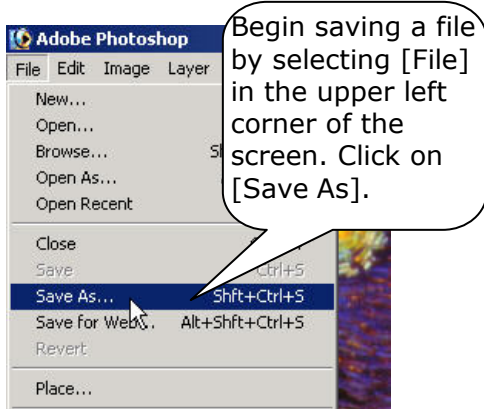 Adobe Photoshop
File Edit Image Layer
Begin saving a file
by selecting [File]
in the upper left
corner of the
screen. Click on
[Save As].
New...
Open...
Browse...
Open As...
Open Recent
Close
Save Ctrl+S
Save As... Shft+Ctrl+S
Save for Web... Alt+Shft+Ctrl+S
Revert
Place...